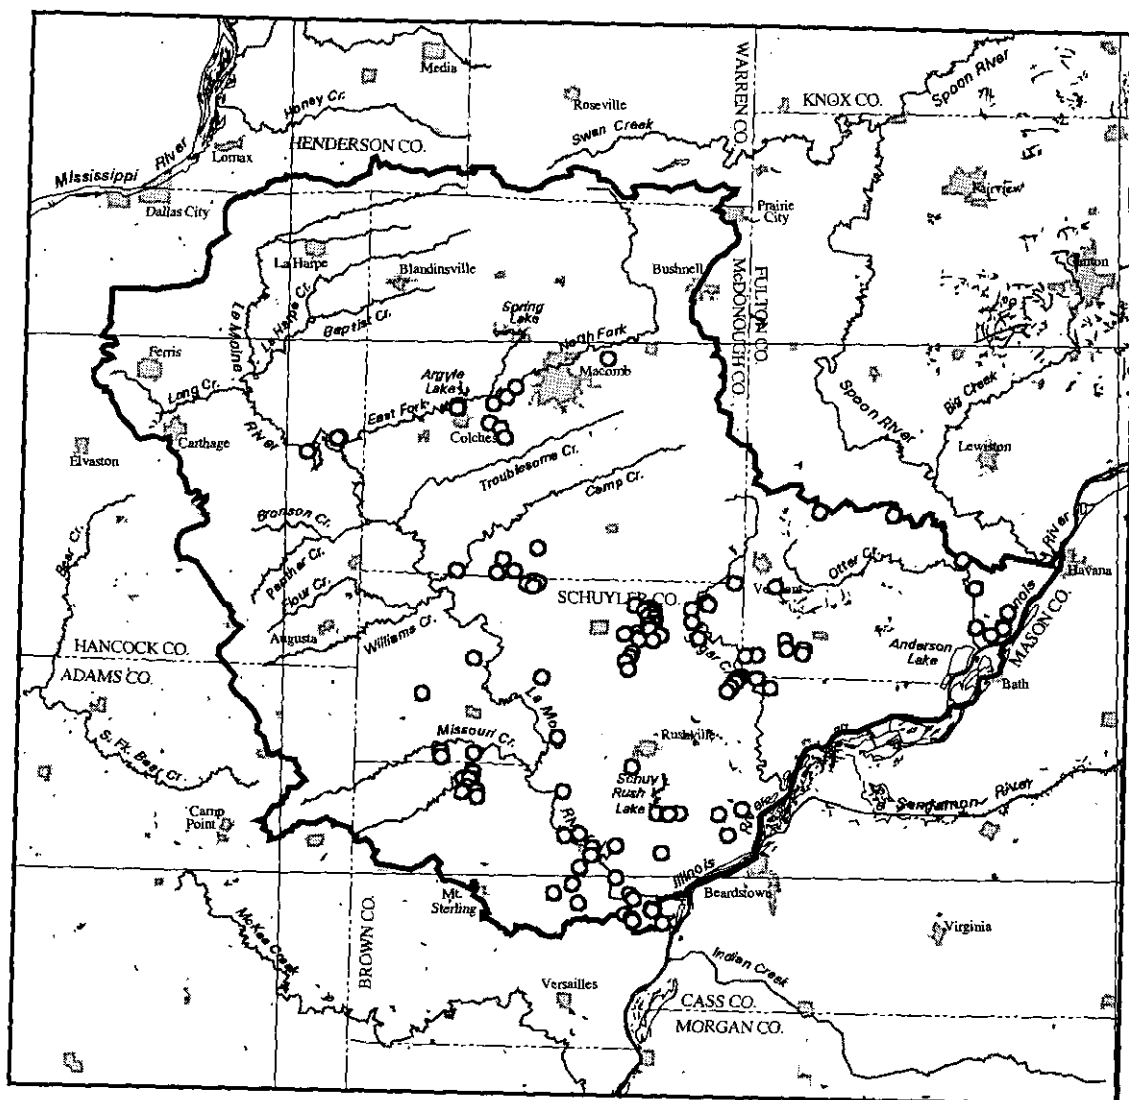 Media
Spoon River
WARREN CO.
KNOX CO.
Honey Cr.
Roseville
Swan Creek
HENDERSON CO.
Lomax
Mississippi River
Dallas City
Fairview
Prairie
City
La Harpe
Blandinsville
Bushnell
McDONOUGH CO.
FULTON CO.
Canton
La Harpe Cr.
Baptist Cr.
Spring
Lake
North Fork
La Moine
River
Ferris
Argyle
Lake
Macomb
Long Cr.
East Fork
Big Creek
Spoon River
Carthage
Colches
Elvaston
Lewiston
Troublesome Cr.
Camp Cr.
Bear Cr.
Bronson Cr.
Panther Cr.
Flour Cr.
Otter Cr.
River
Havana
SCHUYLER CO.
MASON CO.
Augusta
Williams Cr.
HANCOCK CO.
ADAMS CO.
Anderson
Lake
Bath
Missouri Cr.
Rushville
S. Fk. Bear Cr.
Rush
Lake
Sangamon River
Camp
Point
Illinois
Mt.
Sterling
Beardstown
Virginia
McKee Creek
BROWN CO.
Indian Creek
Versailles
CASS CO.
MORGAN CO.